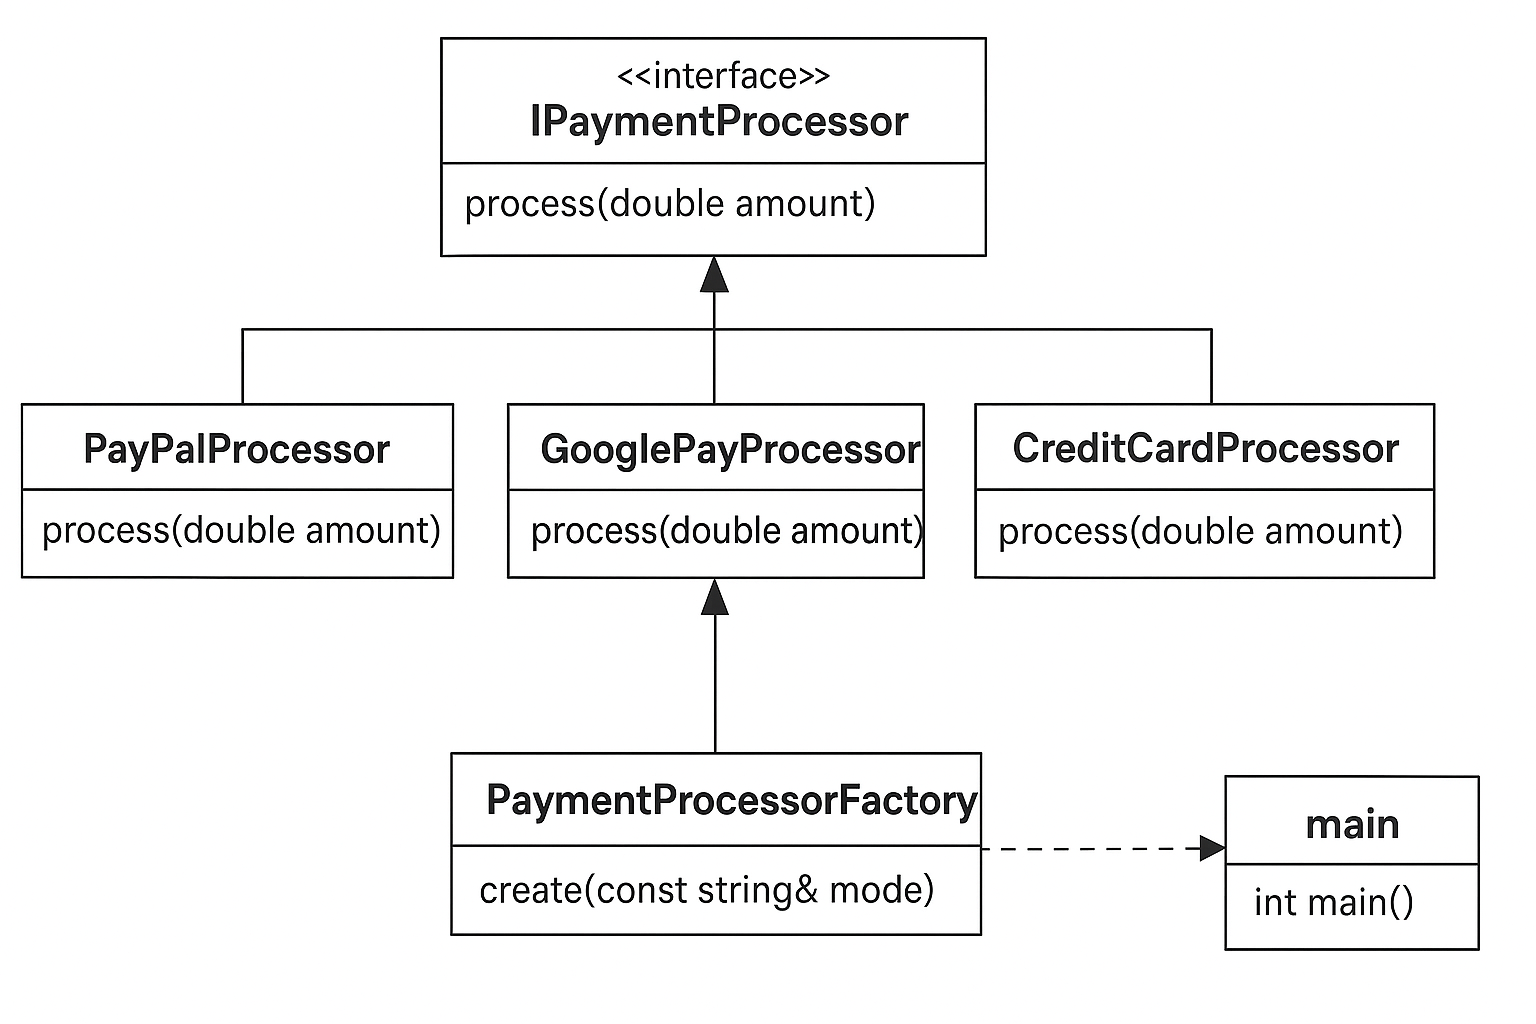 <<interface>>
IPaymentProcessor
process(double amount)
PayPalProcessor
process(double amount)
GooglePayProcessor
process(double amount)
CreditCardProcessor
process(double amount)
PaymentProcessorFactory
create(const string& mode)
main
int main()